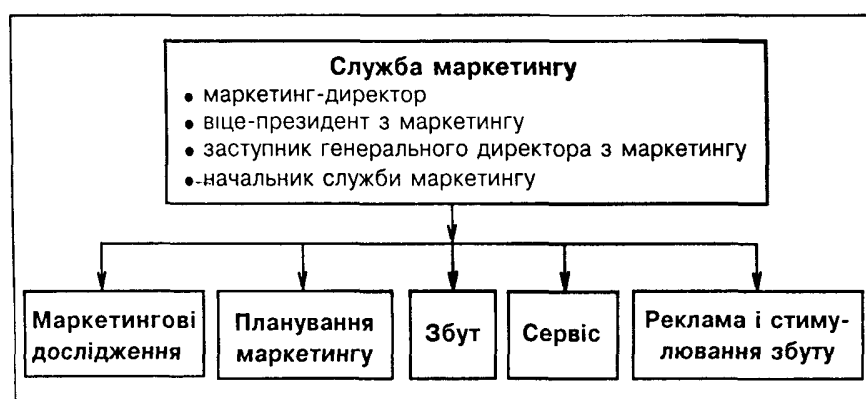 Служба маркетингу
• маркетинг-директор
• віце-президент з маркетингу
• заступник генерального директора з маркетингу
• начальник служби маркетингу
Маркетингові
дослідження
Планування
маркетингу
Збут
Сервіс
Реклама і стиму-
лювання збуту